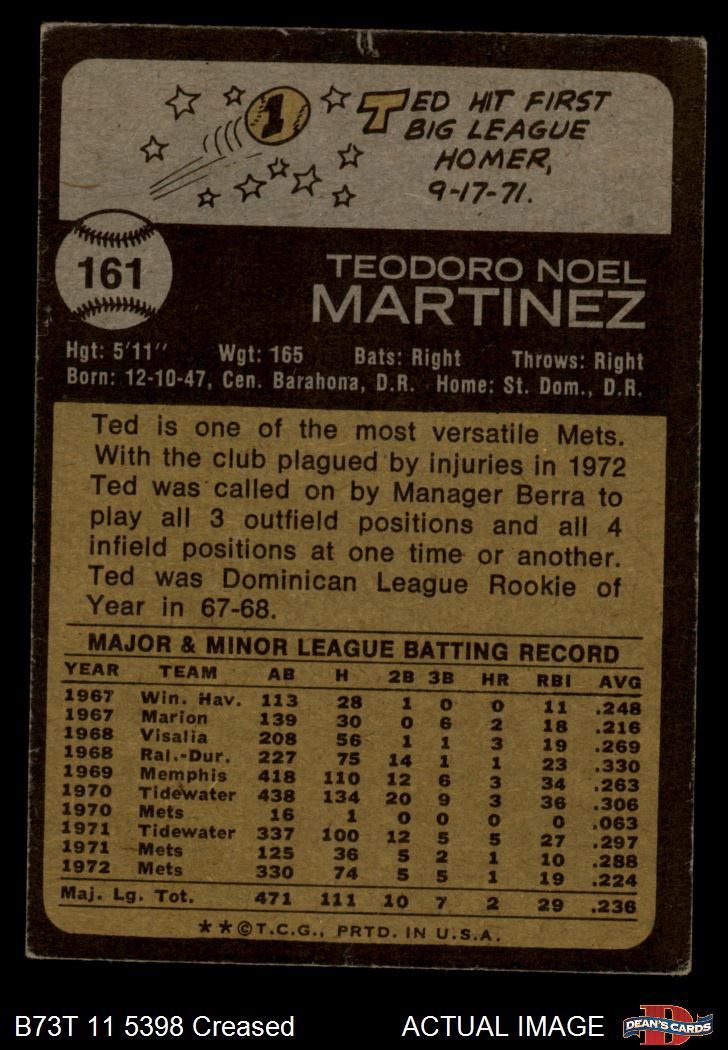 1
TED HIT FIRST
BIG LEAGUE
HOMER,
9-17-71.
161
TEODORO NOEL
MARTINEZ
Hgt: 5'11'' Wgt: 165 Bats: Right Throws: Right
Born: 12-10-47, Cen. Barahona, D.R. Home: St. Dom., D.R.
Ted is one of the most versatile Mets.
With the club plagued by injuries in 1972
Ted was called on by Manager Berra to
play all 3 outfield positions and all 4
infield positions at one time or another.
Ted was Dominican League Rookie of
Year in 67-68.
MAJOR & MINOR LEAGUE BATTING RECORD
YEAR TEAM AB H 2B 3B HR RBI AVG
1967 Win. Hav. 113 28 1 0 0 11 .248
1967 Marion 139 30 0 6 2 18 .216
1968 Visalia 208 56 1 1 3 19 .269
1968 Ral.-Dur. 227 75 14 1 1 23 .330
1969 Memphis 418 110 12 6 3 34 .263
1970 Tidewater 438 134 20 9 3 36 .306
1970 Mets 16 1 0 0 0 0 .063
1971 Tidewater 337 100 12 5 5 27 .297
1971 Mets 125 36 5 2 1 10 .288
1972 Mets 330 74 5 5 1 19 .224
Maj. Lg. Tot. 471 111 10 7 2 29 .236
**©T.C.G., PRTD. IN U.S.A.
B73T 11 5398 Creased ACTUAL IMAGE
D
DEAN'S CARDS